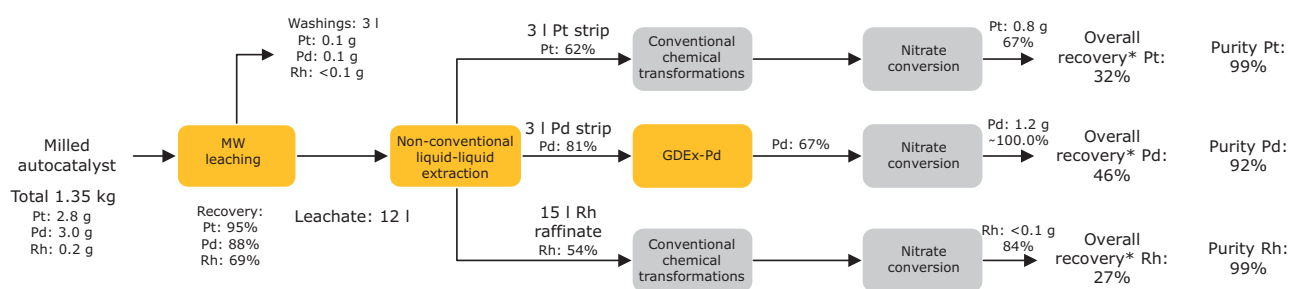 Washings: 3 l
Pt: 0.1 g
Pd: 0.1 g
Rh: <0.1 g
Milled
autocatalyst
Total 1.35 kg
Pt: 2.8 g
Pd: 3.0 g
Rh: 0.2 g
MW
leaching
Recovery:
Pt: 95%
Pd: 88%
Rh: 69%
Leachate: 12 l
Non-conventional
liquid-liquid
extraction
3 l Pt strip
Pt: 62%
Conventional
chemical
transformations
Nitrate
conversion
Pt: 0.8 g
67%
Overall
recovery* Pt:
32%
Purity Pt:
99%
3 l Pd strip
Pd: 81%
GDEx-Pd
Pd: 67%
Nitrate
conversion
Pd: 1.2 g
~100.0%
Overall
recovery* Pd:
46%
Purity Pd:
92%
15 l Rh
raffinate
Rh: 54%
Conventional
chemical
transformations
Nitrate
conversion
Rh: <0.1 g
84%
Overall
recovery* Rh:
27%
Purity Rh:
99%